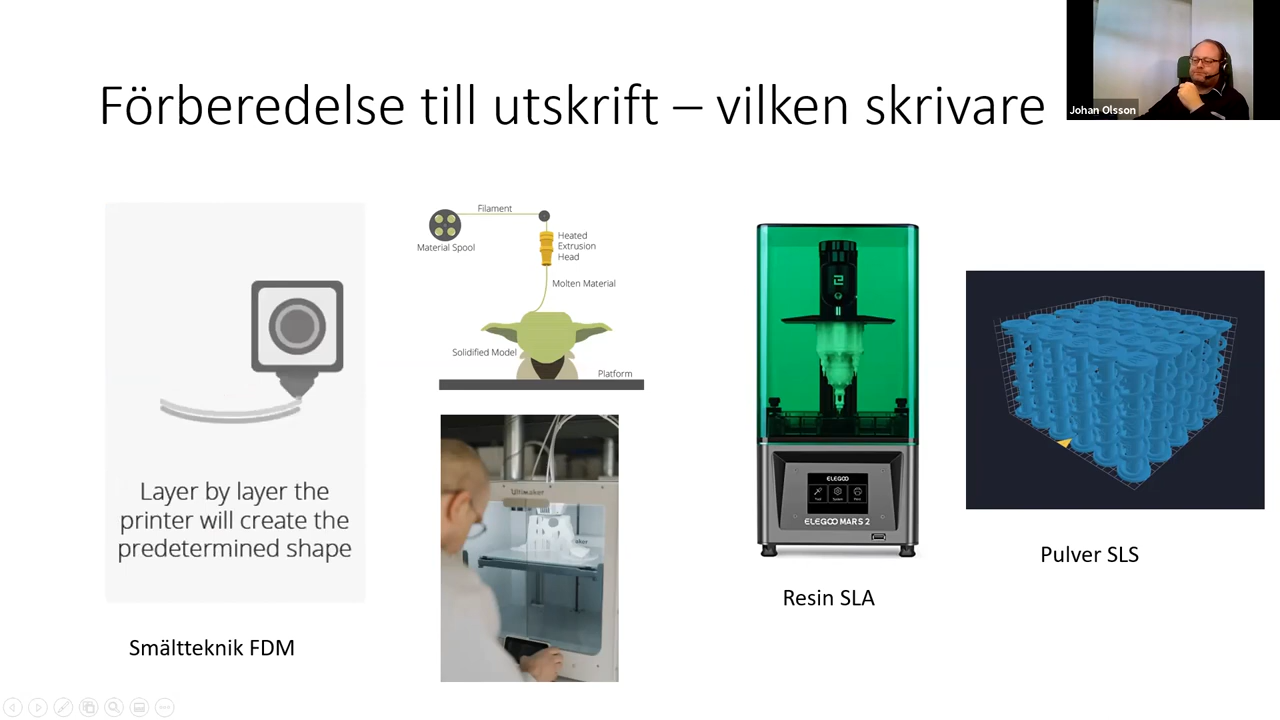 Förberedelse till utskrift – vilken skrivare
Johan Olsson
Layer by layer the
printer will create the
predetermined shape
Smältteknik FDM
Filament
Material Spool
Heated
Extrusion
Head
Molten Material
Solidified Model
Platform
Ultimaker
ELEGOO
ELEGOO MARS 2
Resin SLA
Pulver SLS